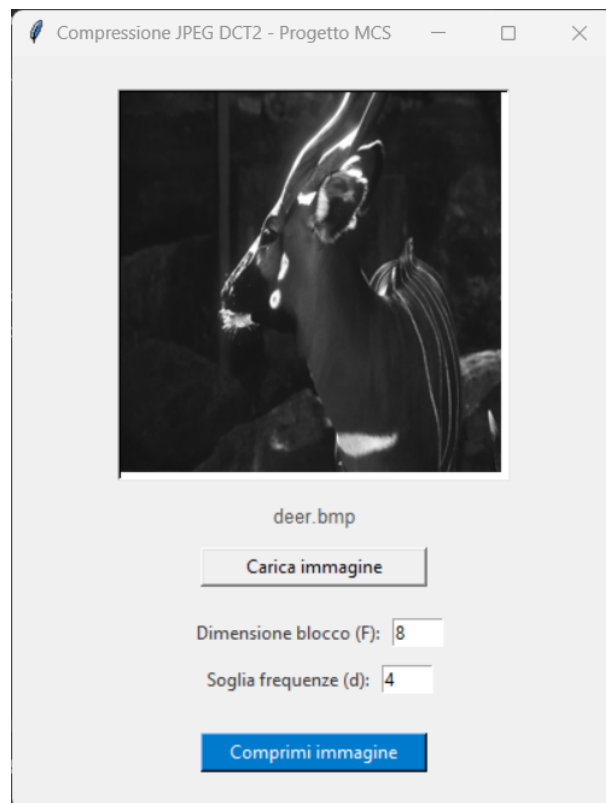 Compressione JPEG DCT2 - Progetto MCS
deer.bmp
Carica immagine
Dimensione blocco (F): 8
Soglia frequenze (d): 4
Comprimi immagine